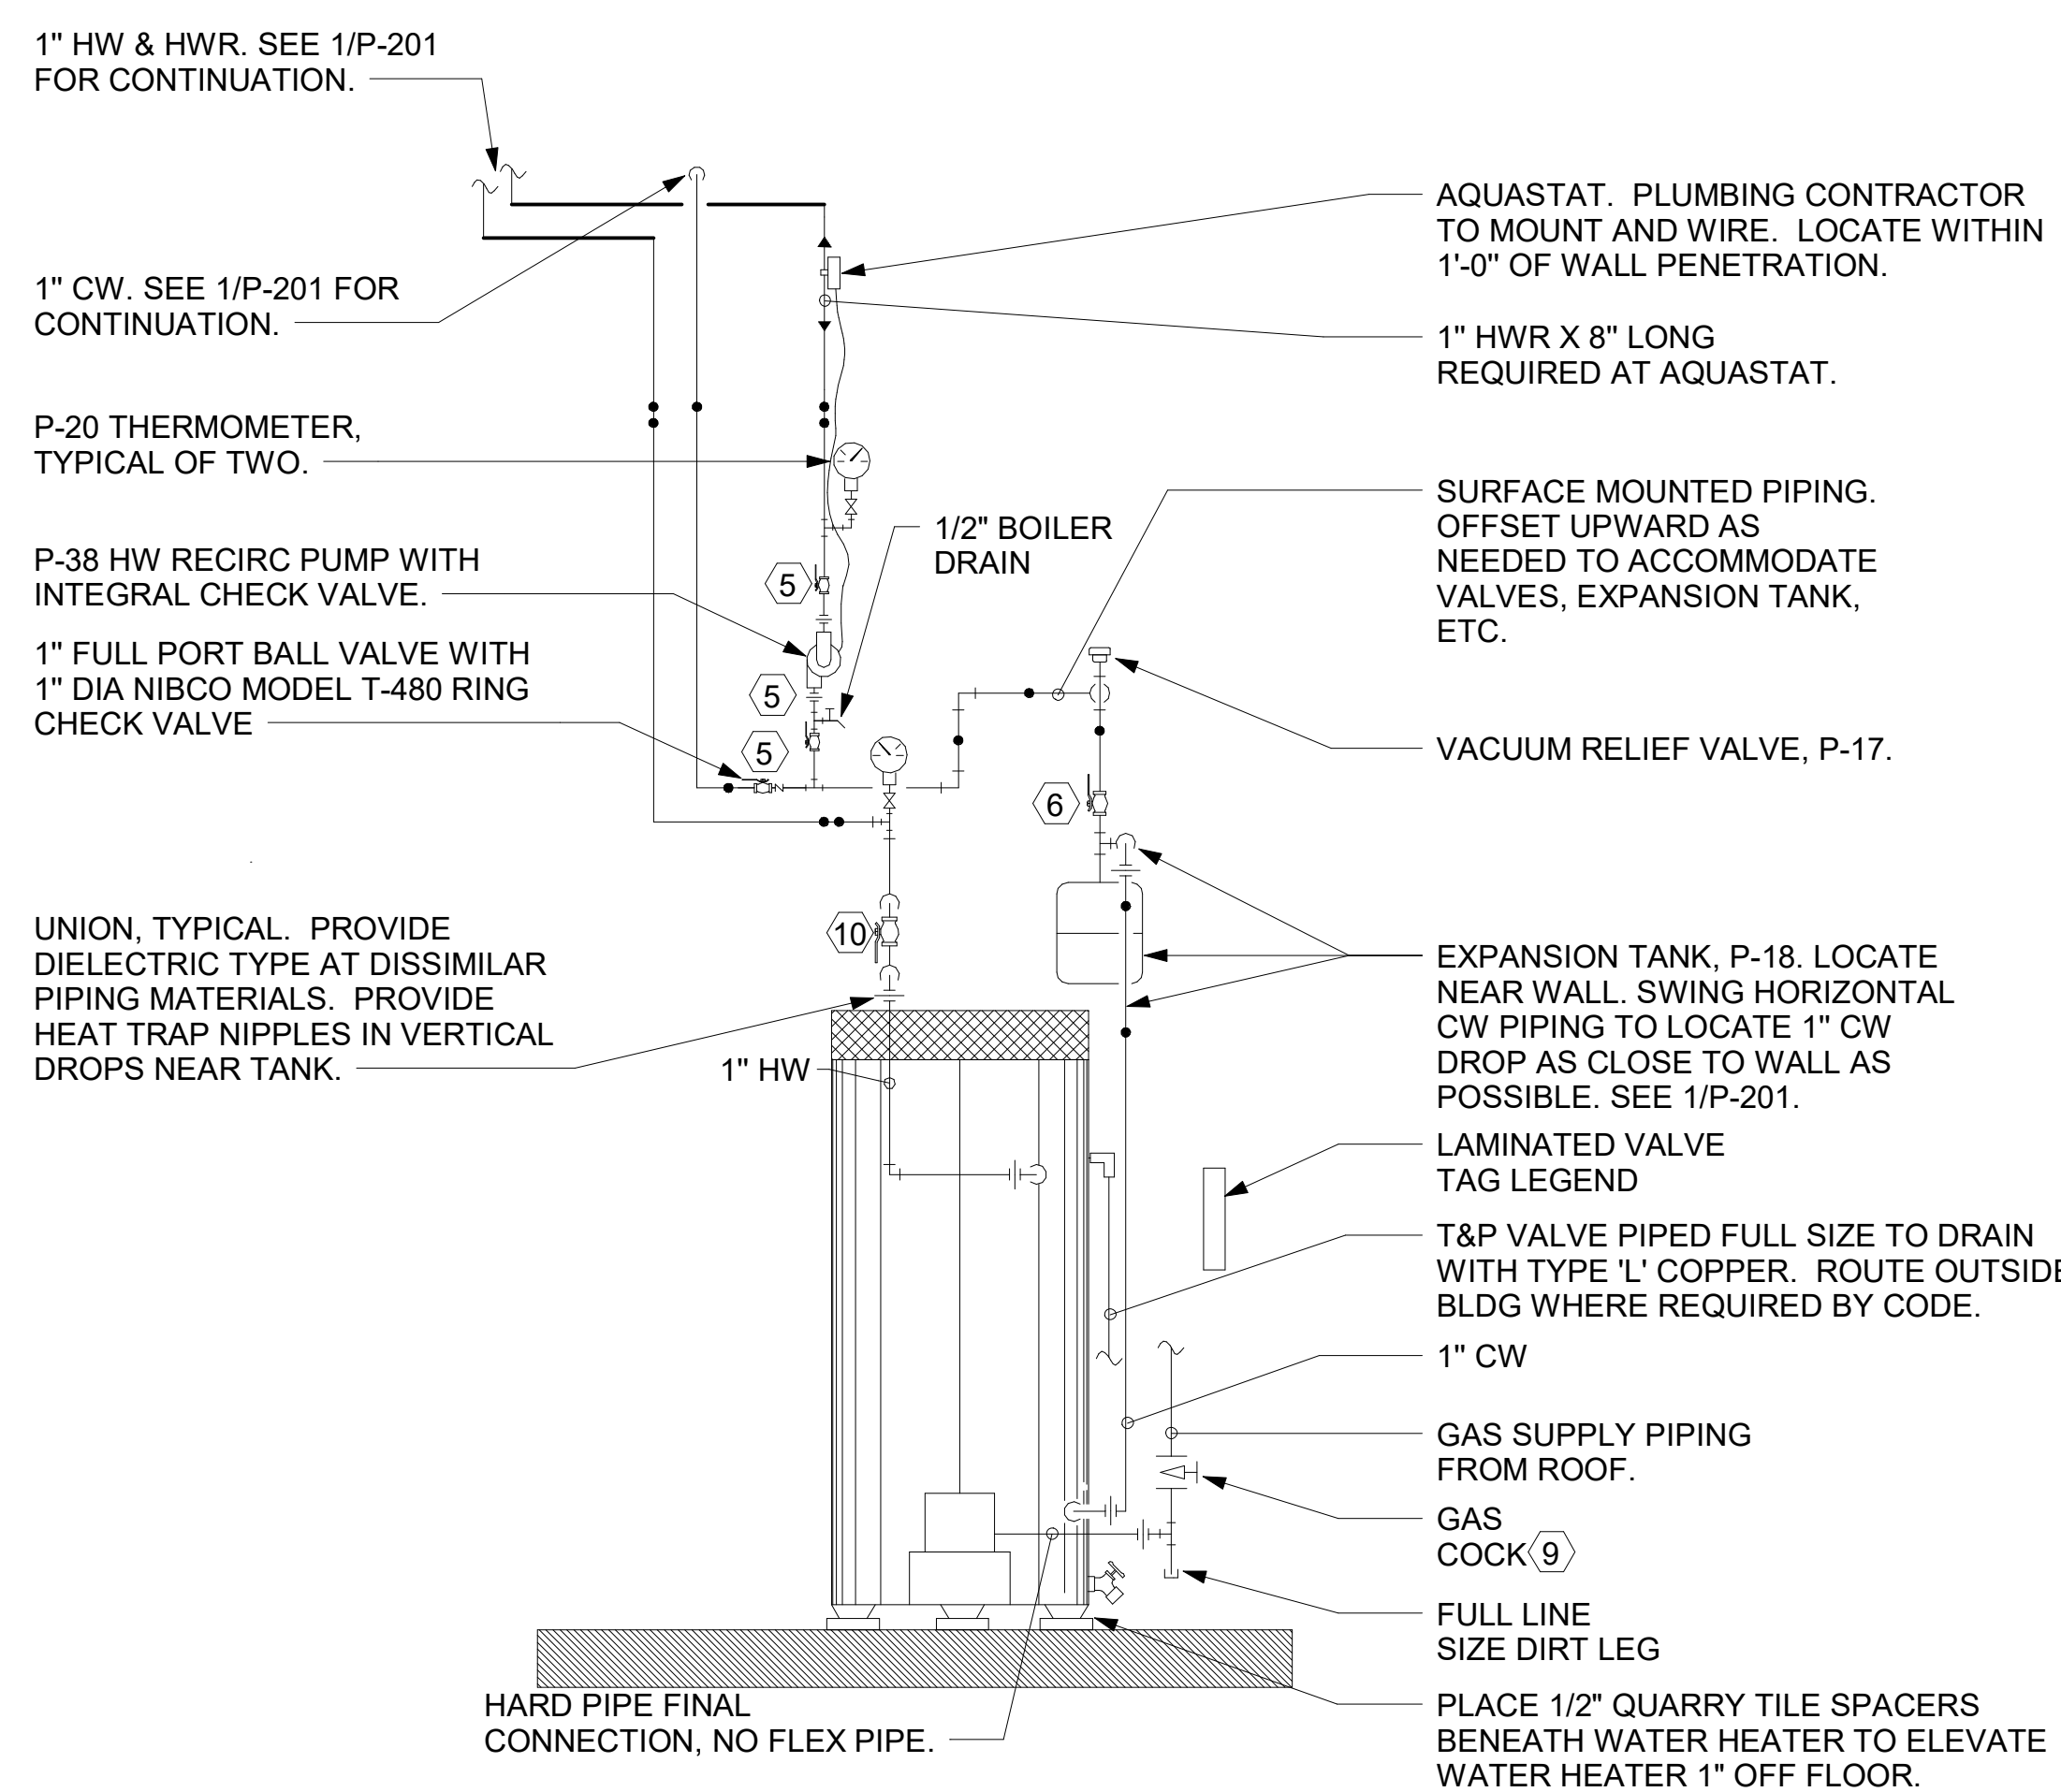 1" HW & HWR. SEE 1/P-201
FOR CONTINUATION.
1" CW. SEE 1/P-201 FOR
CONTINUATION.
P-20 THERMOMETER,
TYPICAL OF TWO.
P-38 HW RECIRC PUMP WITH
INTEGRAL CHECK VALVE.
1" FULL PORT BALL VALVE WITH
1" DIA NIBCO MODEL T-480 RING
CHECK VALVE
UNION, TYPICAL. PROVIDE
DIELECTRIC TYPE AT DISSIMILAR
PIPING MATERIALS. PROVIDE
HEAT TRAP NIPPLES IN VERTICAL
DROPS NEAR TANK.
5
1/2" BOILER
DRAIN
5
5
6
10
1" HW
AQUASTAT. PLUMBING CONTRACTOR
TO MOUNT AND WIRE. LOCATE WITHIN
1'-0" OF WALL PENETRATION.
1" HWR X 8" LONG
REQUIRED AT AQUASTAT.
SURFACE MOUNTED PIPING.
OFFSET UPWARD AS
NEEDED TO ACCOMMODATE
VALVES, EXPANSION TANK,
ETC.
VACUUM RELIEF VALVE, P-17.
EXPANSION TANK, P-18. LOCATE
NEAR WALL. SWING HORIZONTAL
CW PIPING TO LOCATE 1" CW
DROP AS CLOSE TO WALL AS
POSSIBLE. SEE 1/P-201.
LAMINATED VALVE
TAG LEGEND
T&P VALVE PIPED FULL SIZE TO DRAIN
WITH TYPE 'L' COPPER. ROUTE OUTSIDE
BLDG WHERE REQUIRED BY CODE.
1" CW
GAS SUPPLY PIPING
FROM ROOF.
GAS
COCK 9
FULL LINE
SIZE DIRT LEG
HARD PIPE FINAL
CONNECTION, NO FLEX PIPE.
PLACE 1/2" QUARRY TILE SPACERS
BENEATH WATER HEATER TO ELEVATE
WATER HEATER 1" OFF FLOOR.